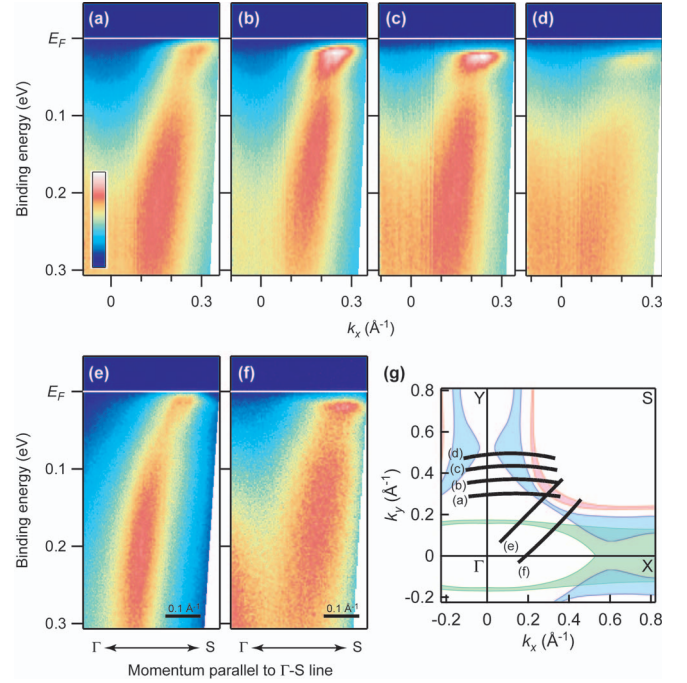 (a) (b) (c) (d)
E_F
0.1
0.2
0.3
Binding energy (eV)
0 0.3 0 0.3 0 0.3 0 0.3
k_x (Å⁻¹)
(e) (f) (g)
E_F
0.1
0.2
0.3
Binding energy (eV)
0.1 Å⁻¹ 0.1 Å⁻¹
Γ S Γ S
Momentum parallel to Γ-S line
0.8
0.6
0.4
0.2
0
-0.2
k_y (Å⁻¹)
Y S
(d)
(c)
(b)
(a)
(e)
(f)
Γ X
-0.2 0 0.2 0.4 0.6 0.8
k_x (Å⁻¹)